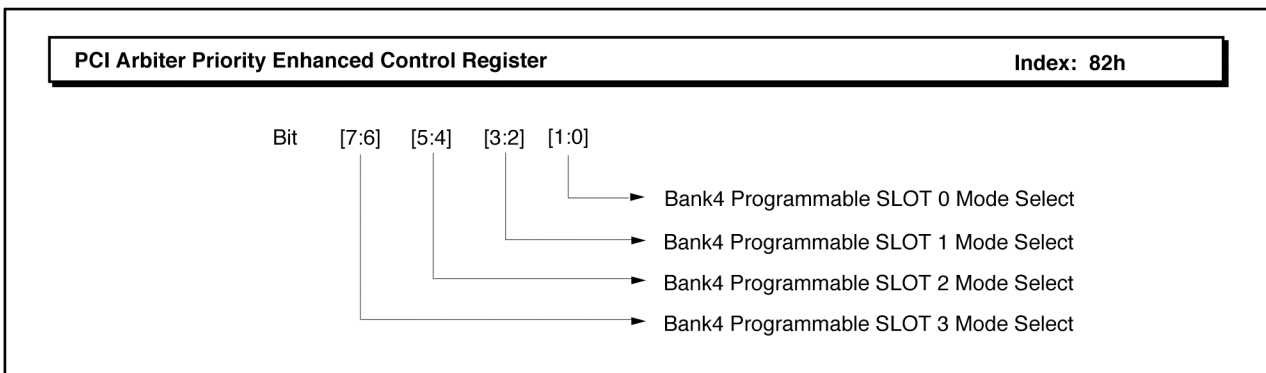 PCI Arbiter Priority Enhanced Control Register Index: 82h
Bit [7:6] [5:4] [3:2] [1:0]
Bank4 Programmable SLOT 0 Mode Select
Bank4 Programmable SLOT 1 Mode Select
Bank4 Programmable SLOT 2 Mode Select
Bank4 Programmable SLOT 3 Mode Select